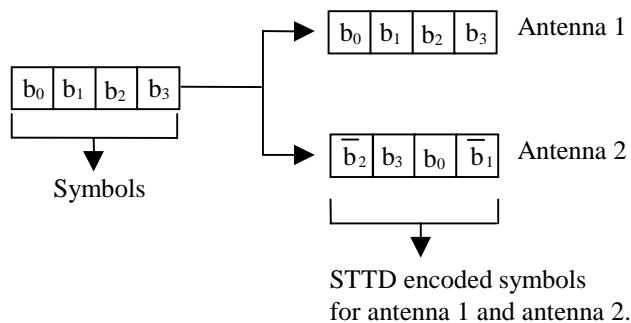 b₀ b₁ b₂ b₃ Antenna 1
b₀ b₁ b₂ b₃
b̅₂ b₃ b₀ b̅₁ Antenna 2
Symbols
STTD encoded symbols
for antenna 1 and antenna 2.